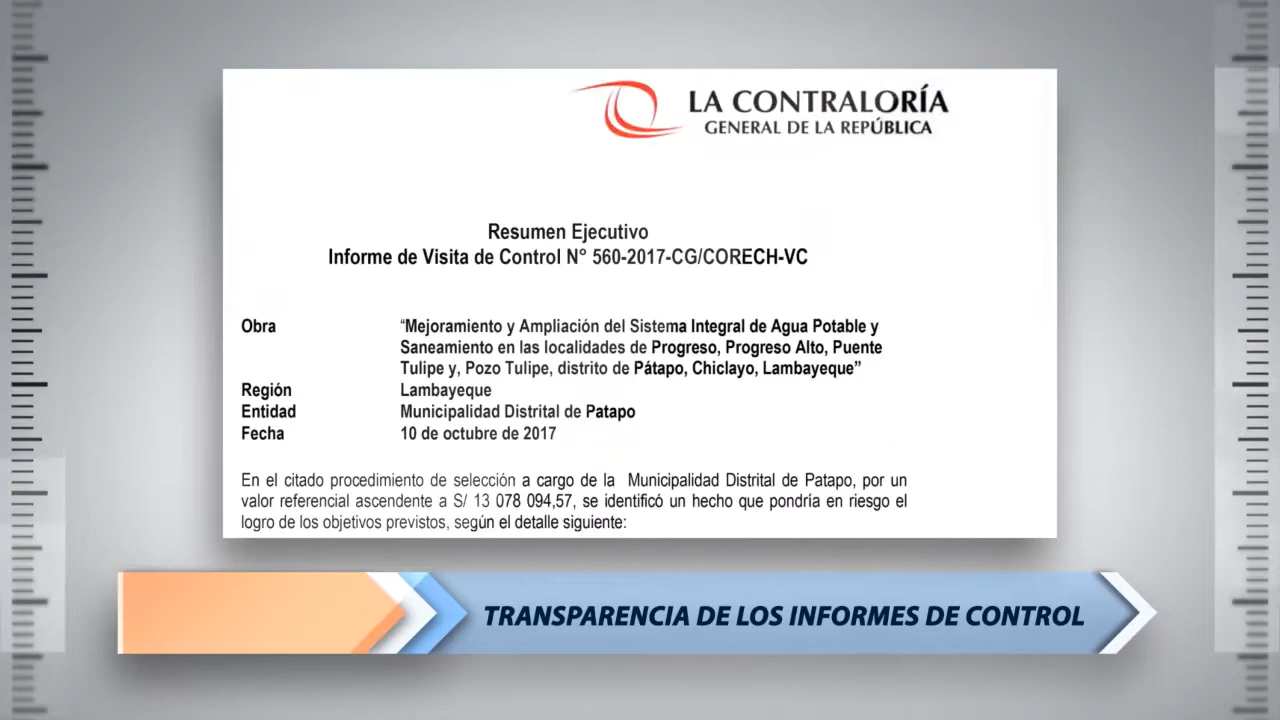 LA CONTRALORÍA
GENERAL DE LA REPÚBLICA
Resumen Ejecutivo
Informe de Visita de Control N° 560-2017-CG/CORECH-VC
Obra “Mejoramiento y Ampliación del Sistema Integral de Agua Potable y
Saneamiento en las localidades de Progreso, Progreso Alto, Puente
Tulipe y, Pozo Tulipe, distrito de Pátapo, Chiclayo, Lambayeque”
Región Lambayeque
Entidad Municipalidad Distrital de Patapo
Fecha 10 de octubre de 2017
En el citado procedimiento de selección a cargo de la Municipalidad Distrital de Patapo, por un
valor referencial ascendente a S/ 13 078 094,57, se identificó un hecho que pondría en riesgo el
logro de los objetivos previstos, según el detalle siguiente:
TRANSPARENCIA DE LOS INFORMES DE CONTROL